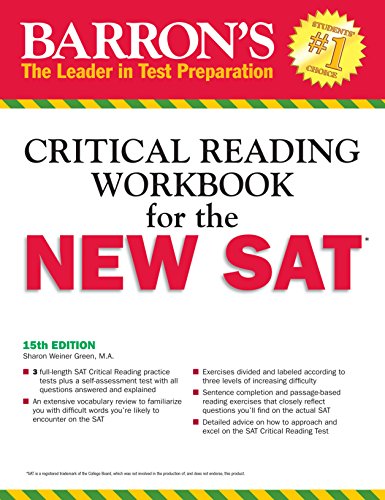 BARRON'S
The Leader in Test Preparation
STUDENTS'
#1
CHOICE
CRITICAL READING
WORKBOOK
for the
NEW SAT*
15th EDITION
Sharon Weiner Green, M.A.
■ 3 full-length SAT Critical Reading practice
tests plus a self-assessment test with all
questions answered and explained
■ An extensive vocabulary review to familiarize
you with difficult words you're likely to
encounter on the SAT
■ Exercises divided and labeled according to
three levels of increasing difficulty
■ Sentence completion and passage-based
reading exercises that closely reflect
questions you'll find on the actual SAT
■ Detailed advice on how to approach and
excel on the SAT Critical Reading Test
*SAT is a registered trademark of the College Board, which was not involved in the production of, and does not endorse, this product.